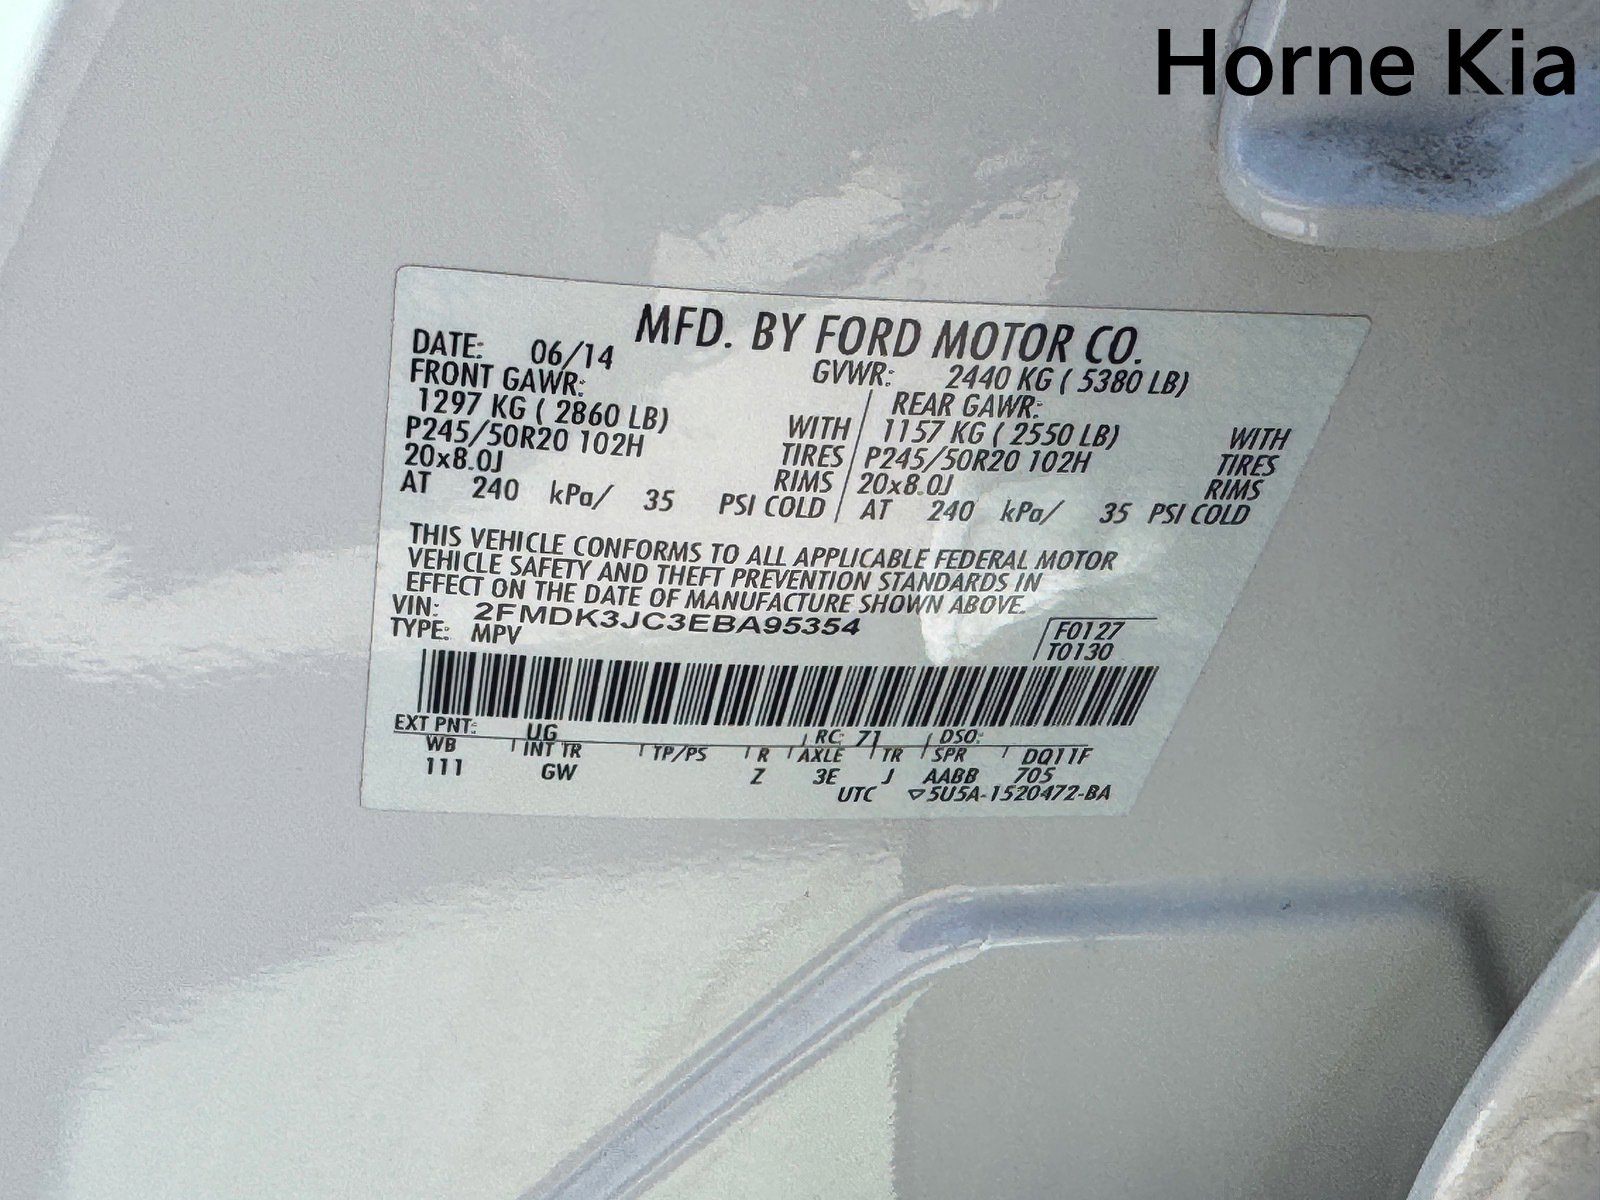 Horne Kia
MFD. BY FORD MOTOR CO.
DATE: 06/14
GVWR: 2440 KG ( 5380 LB)
FRONT GAWR:
1297 KG ( 2860 LB) WITH
P245/50R20 102H TIRES
20x8.0J RIMS
AT 240 kPa/ 35 PSI COLD
REAR GAWR:
1157 KG ( 2550 LB) WITH
P245/50R20 102H TIRES
20x8.0J RIMS
AT 240 kPa/ 35 PSI COLD
THIS VEHICLE CONFORMS TO ALL APPLICABLE FEDERAL MOTOR
VEHICLE SAFETY AND THEFT PREVENTION STANDARDS IN
EFFECT ON THE DATE OF MANUFACTURE SHOWN ABOVE.
VIN: 2FMDK3JC3EBA95354
TYPE: MPV
F0127
T0130
EXT PNT: UG RC: 71 DSO:
WB INT TR TP/PS R AXLE TR SPR DQ11F
111 GW Z 3E J AABB 705
UTC ▽5U5A-1520472-BA